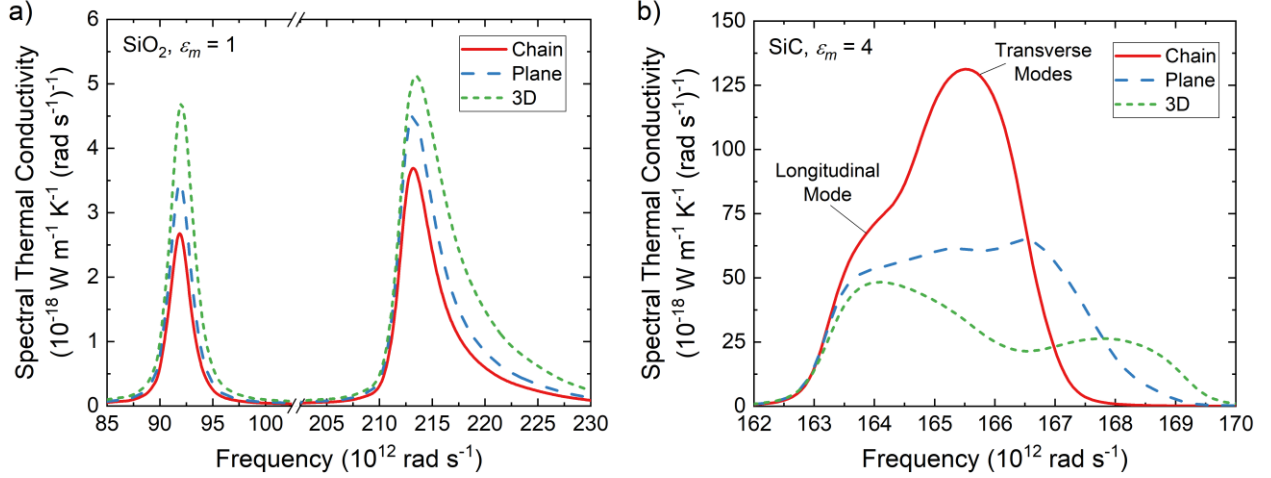 a)
SiO₂, εₘ = 1
Chain
Plane
3D
Spectral Thermal Conductivity
(10⁻¹⁸ W m⁻¹ K⁻¹ (rad s⁻¹)⁻¹)
6
5
4
3
2
1
0
85 90 95 100 210 215 220 225 230
Frequency (10¹² rad s⁻¹)
b)
SiC, εₘ = 4
Transverse
Modes
Longitudinal
Mode
Chain
Plane
3D
Spectral Thermal Conductivity
(10⁻¹⁸ W m⁻¹ K⁻¹ (rad s⁻¹)⁻¹)
150
125
100
75
50
25
0
162 163 164 165 166 167 168 169 170
Frequency (10¹² rad s⁻¹)